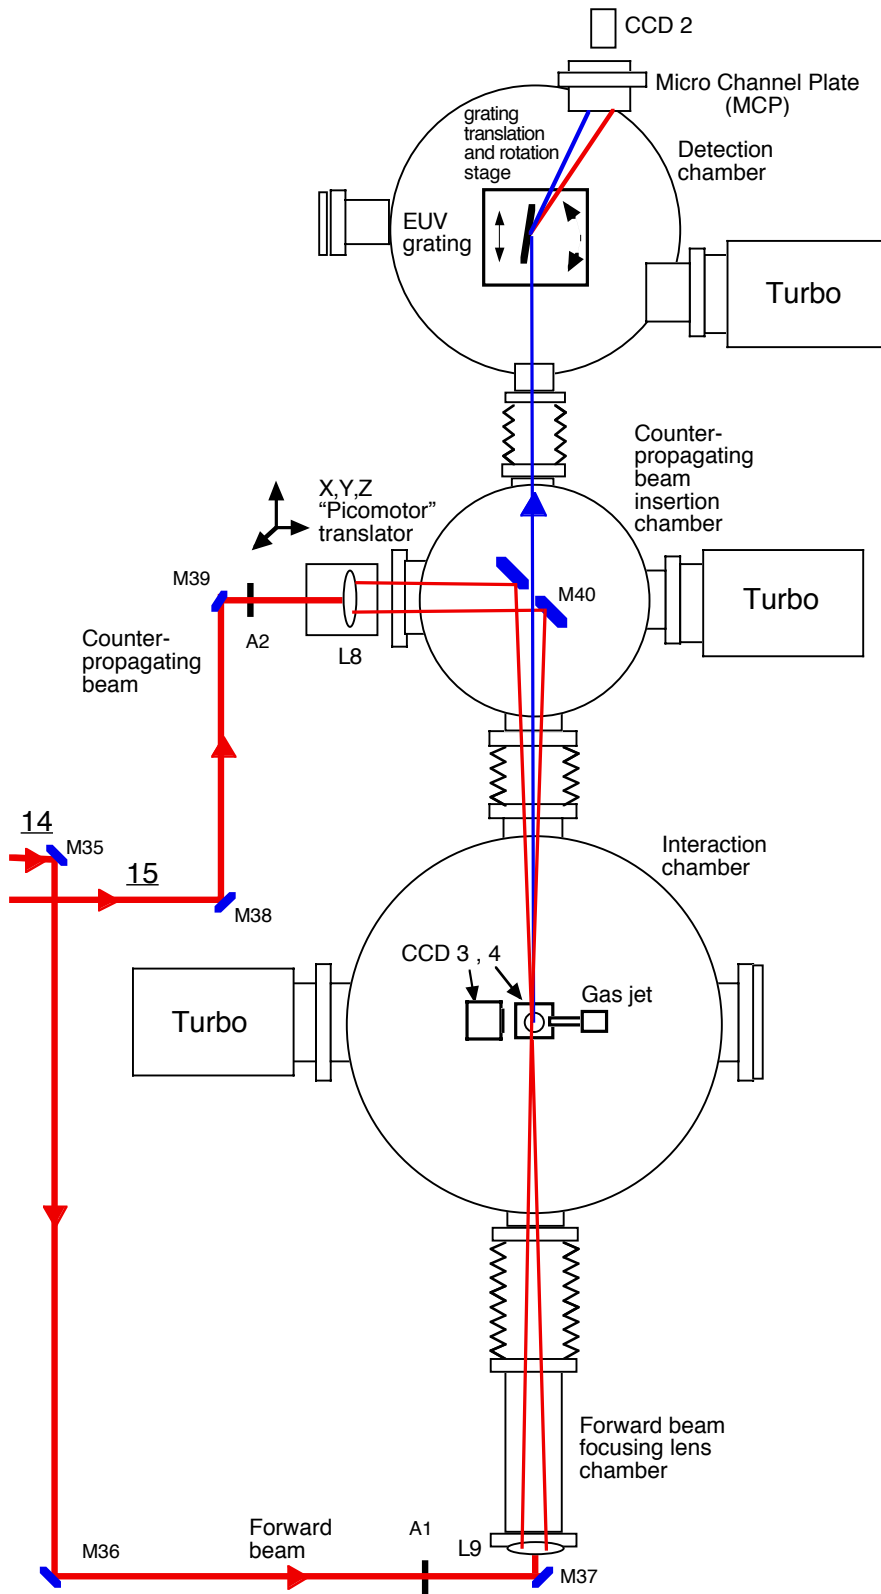 CCD 2
Micro Channel Plate
(MCP)
grating
translation
and rotation
stage
Detection
chamber
EUV
grating
Turbo
Counter-
propagating
beam
insertion
chamber
X,Y,Z
“Picomotor”
translator
M39
M40
Turbo
A2
L8
Counter-
propagating
beam
14
M35
15
M38
Interaction
chamber
CCD 3 , 4
Gas jet
Turbo
Forward beam
focusing lens
chamber
Forward
beam
A1
L9
M36
M37